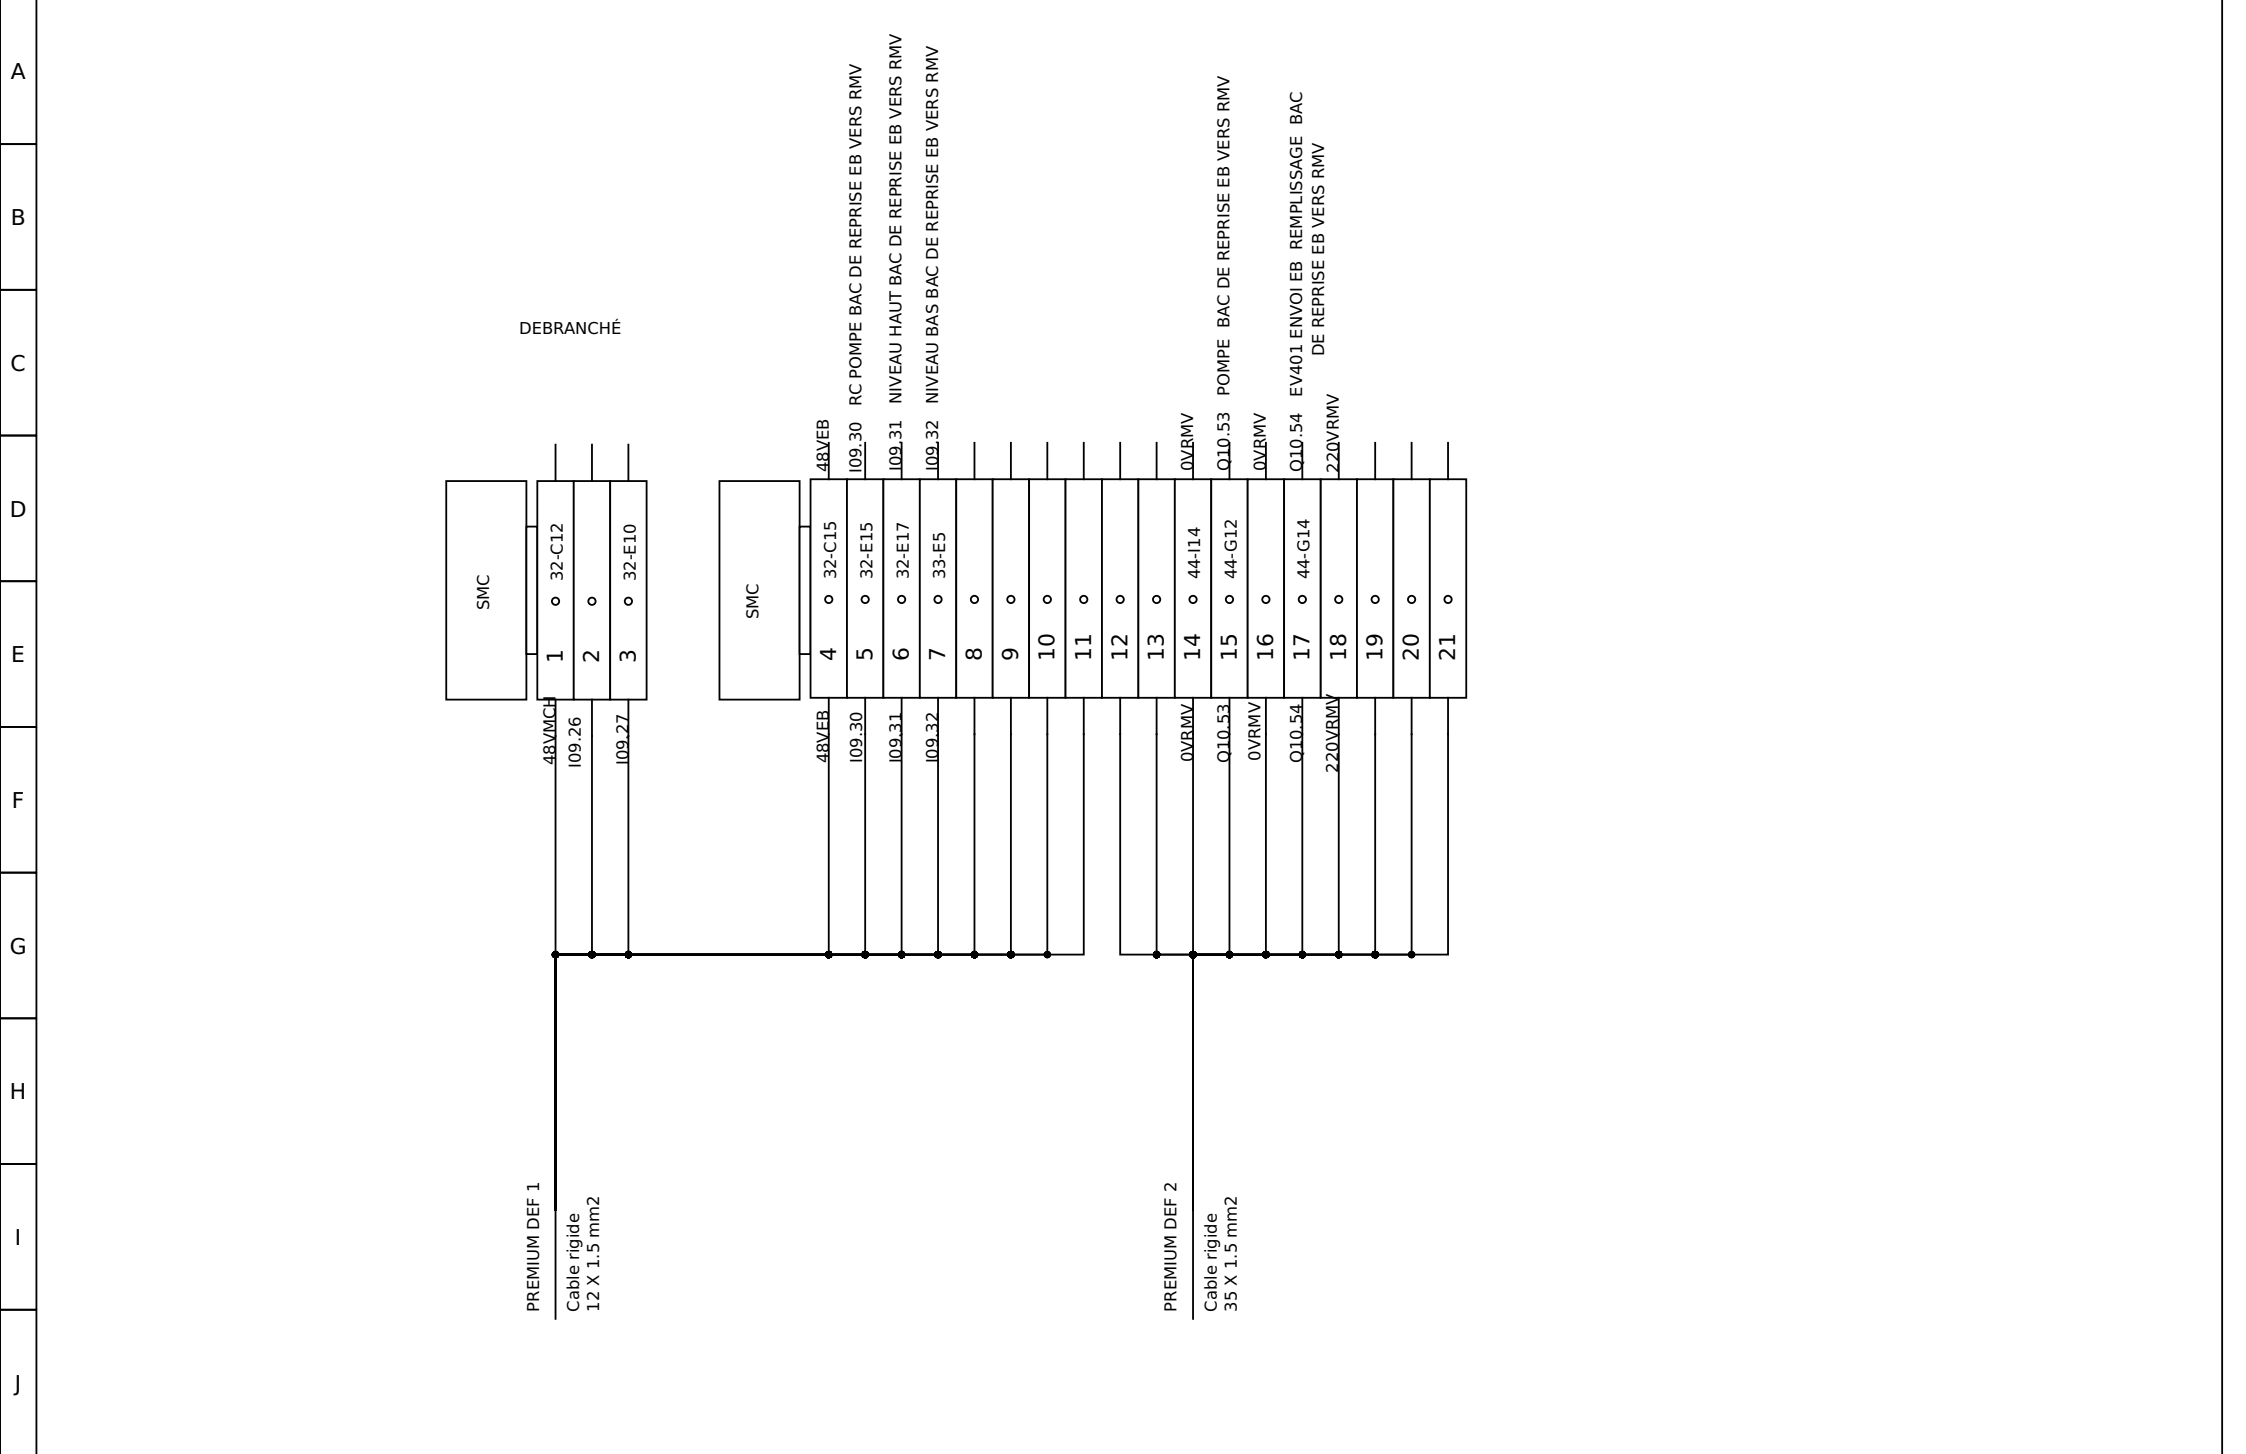 A
B
C
D
E
F
G
H
I
J
DEBRANCHÉ
48VEB
I09.30 RC POMPE BAC DE REPRISE EB VERS RMV
I09.31 NIVEAU HAUT BAC DE REPRISE EB VERS RMV
I09.32 NIVEAU BAS BAC DE REPRISE EB VERS RMV
0VRMV
Q10.53 POMPE BAC DE REPRISE EB VERS RMV
0VRMV
Q10.54 EV401 ENVOI EB REMPLISSAGE BAC
DE REPRISE EB VERS RMV
220VRMV
SMC
1 32-C12
2
3 32-E10
SMC
4 32-C15
5 32-E15
6 32-E17
7 33-E5
8
9
10
11
12
13
14 44-I14
15 44-G12
16
17 44-G14
18
19
20
21
48VMCH
I09.26
I09.27
48VEB
I09.30
I09.31
I09.32
0VRMV
Q10.53
0VRMV
Q10.54
220VRMV
PREMIUM DEF 1
Cable rigide
12 X 1.5 mm2
PREMIUM DEF 2
Cable rigide
35 X 1.5 mm2